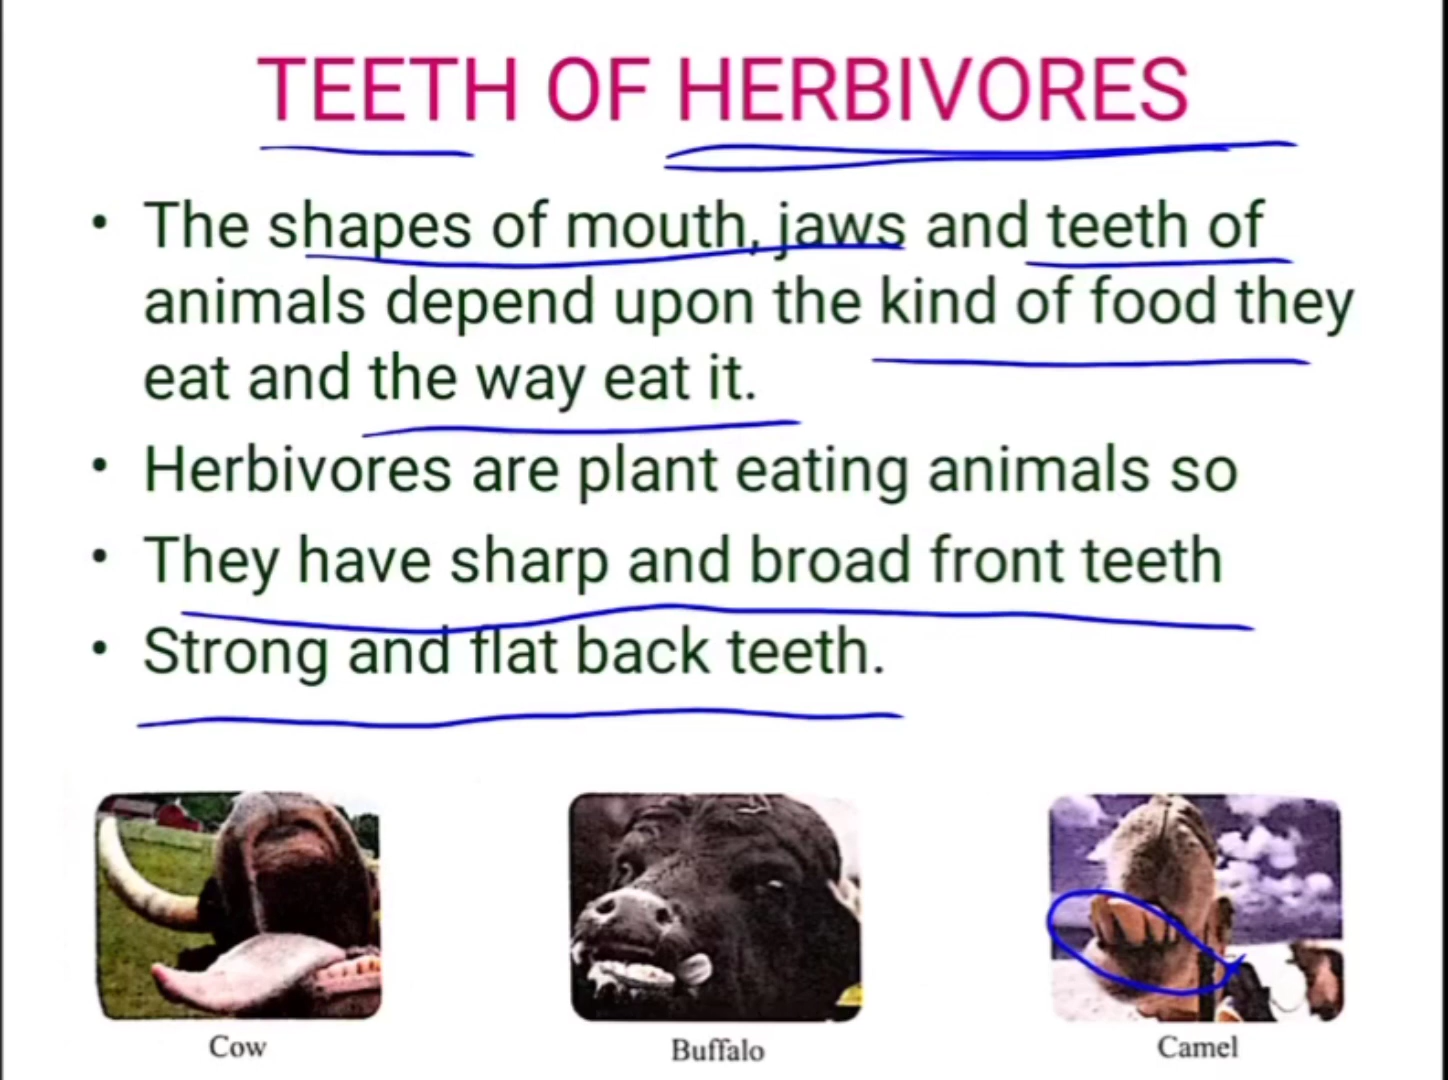 TEETH OF HERBIVORES
• The shapes of mouth, jaws and teeth of
animals depend upon the kind of food they
eat and the way eat it.
• Herbivores are plant eating animals so
• They have sharp and broad front teeth
• Strong and flat back teeth.
Cow
Buffalo
Camel